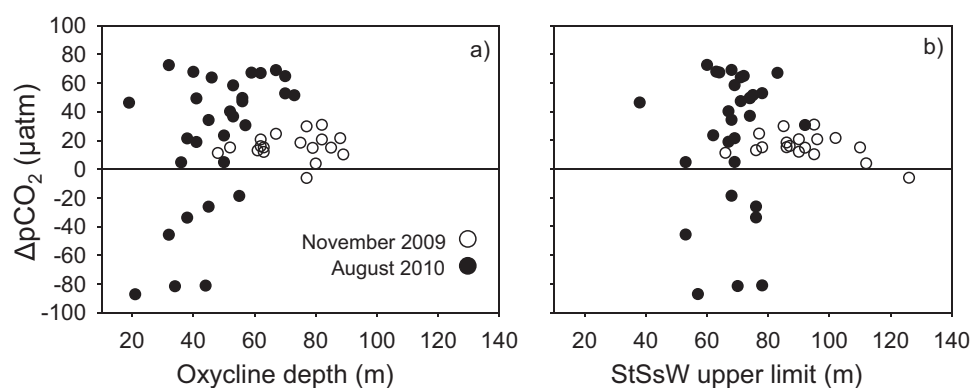 100
80
60
40
20
0
-20
-40
-60
-80
-100
ΔpCO₂ (µatm)
a)
November 2009
August 2010
20 40 60 80 100 120 140
Oxycline depth (m)
b)
20 40 60 80 100 120 140
StSsW upper limit (m)